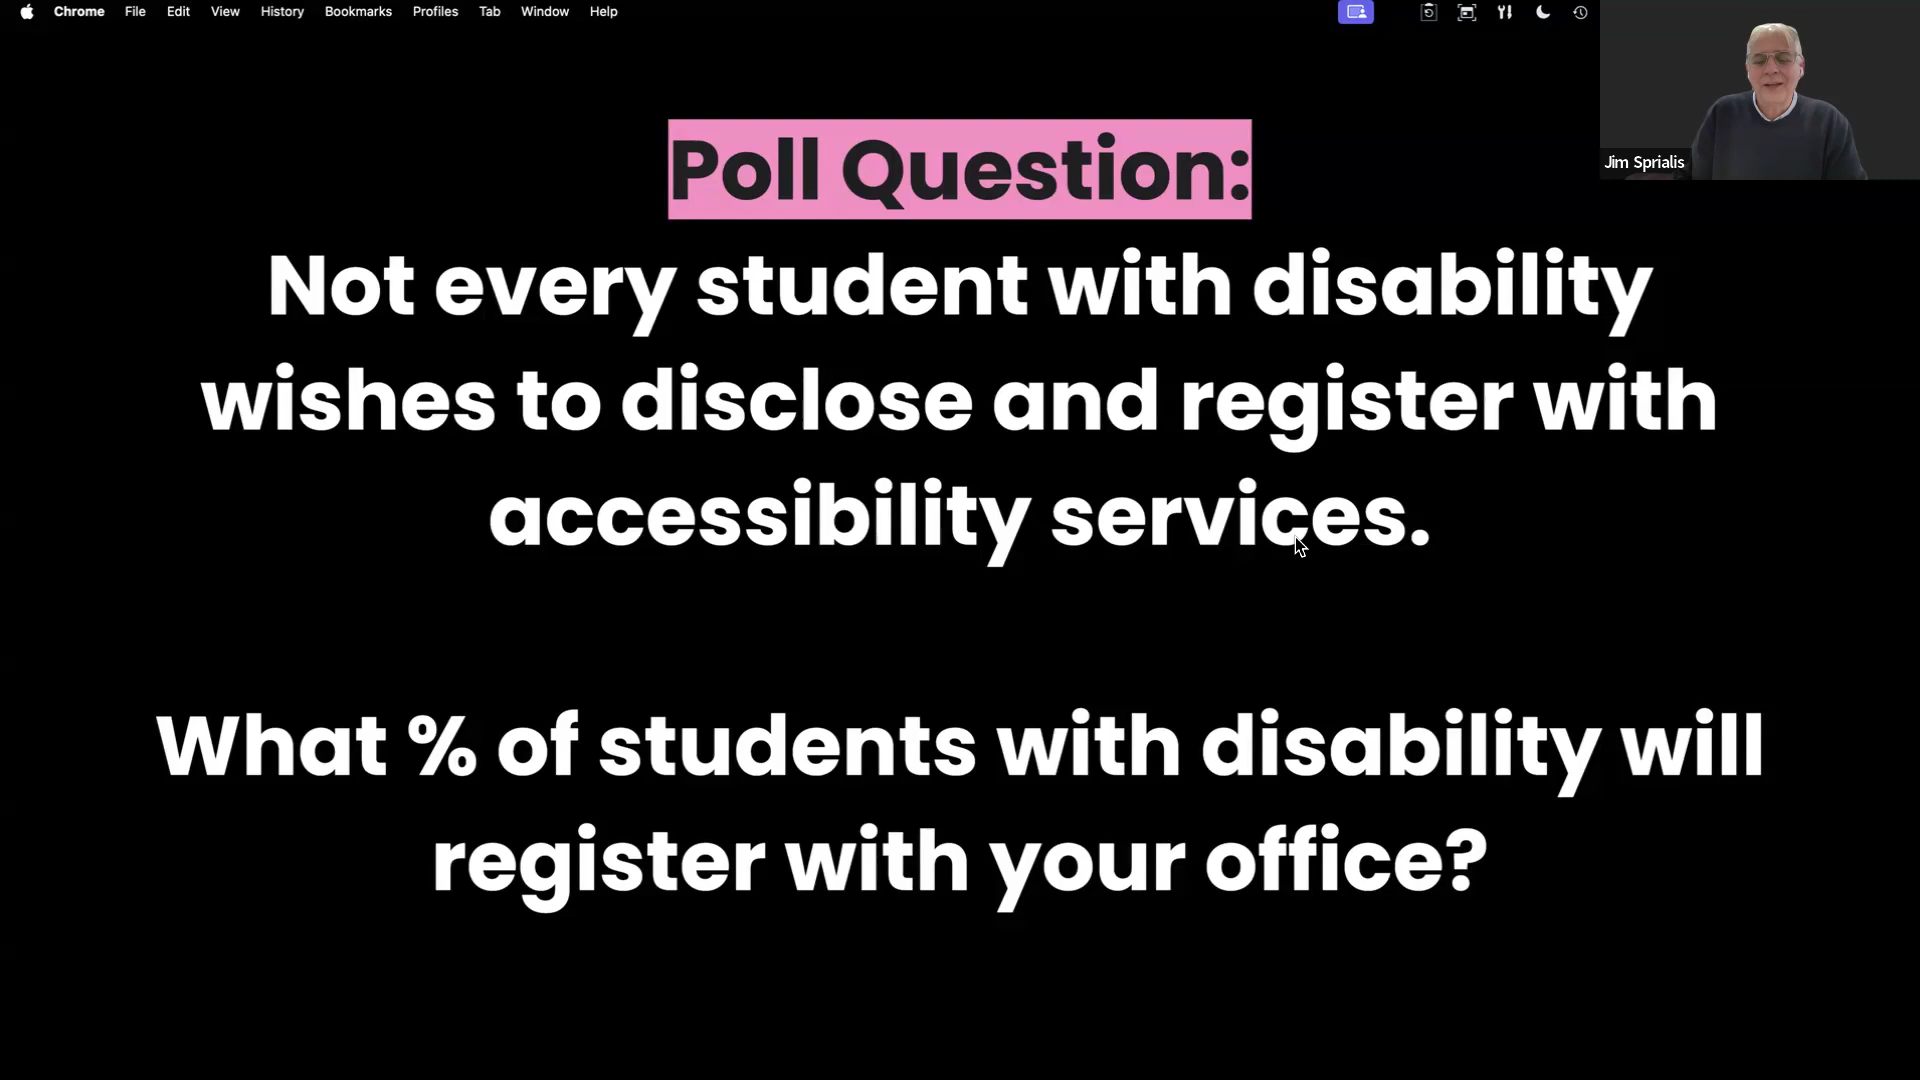 Chrome File Edit View History Bookmarks Profiles Tab Window Help
Jim Sprialis
Poll Question:
Not every student with disability
wishes to disclose and register with
accessibility services.
What % of students with disability will
register with your office?